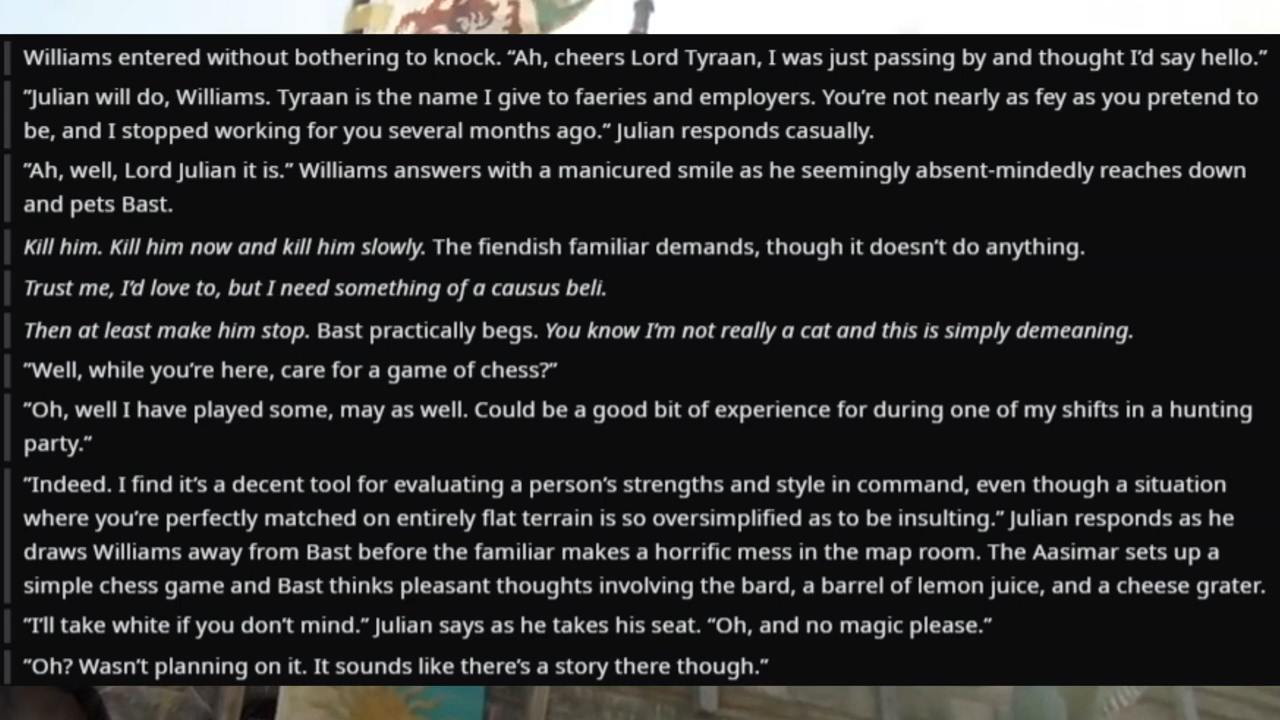 Williams entered without bothering to knock. “Ah, cheers Lord Tyraan, I was just passing by and thought I’d say hello.”
”Julian will do, Williams. Tyraan is the name I give to faeries and employers. You’re not nearly as fey as you pretend to
be, and I stopped working for you several months ago.” Julian responds casually.
”Ah, well, Lord Julian it is.” Williams answers with a manicured smile as he seemingly absent-mindedly reaches down
and pets Bast.
Kill him. Kill him now and kill him slowly. The fiendish familiar demands, though it doesn’t do anything.
Trust me, I’d love to, but I need something of a causus beli.
Then at least make him stop. Bast practically begs. You know I’m not really a cat and this is simply demeaning.
”Well, while you’re here, care for a game of chess?”
”Oh, well I have played some, may as well. Could be a good bit of experience for during one of my shifts in a hunting
party.”
”Indeed. I find it’s a decent tool for evaluating a person’s strengths and style in command, even though a situation
where you’re perfectly matched on entirely flat terrain is so oversimplified as to be insulting.” Julian responds as he
draws Williams away from Bast before the familiar makes a horrific mess in the map room. The Aasimar sets up a
simple chess game and Bast thinks pleasant thoughts involving the bard, a barrel of lemon juice, and a cheese grater.
”I’ll take white if you don’t mind.” Julian says as he takes his seat. “Oh, and no magic please.”
”Oh? Wasn’t planning on it. It sounds like there’s a story there though.”